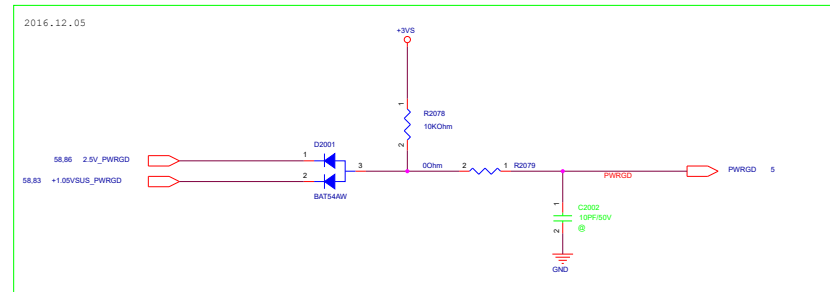 2016.12.05
+3VS
1
R2078
10KOhm
2
D2001
58,86 2.5V_PWRGD
1
3
0Ohm
2
1
R2079
PWRGD
PWRGD 5
58,83 +1.05VSUS_PWRGD
2
BAT54AW
1
C2002
10PF/50V
2
@
GND